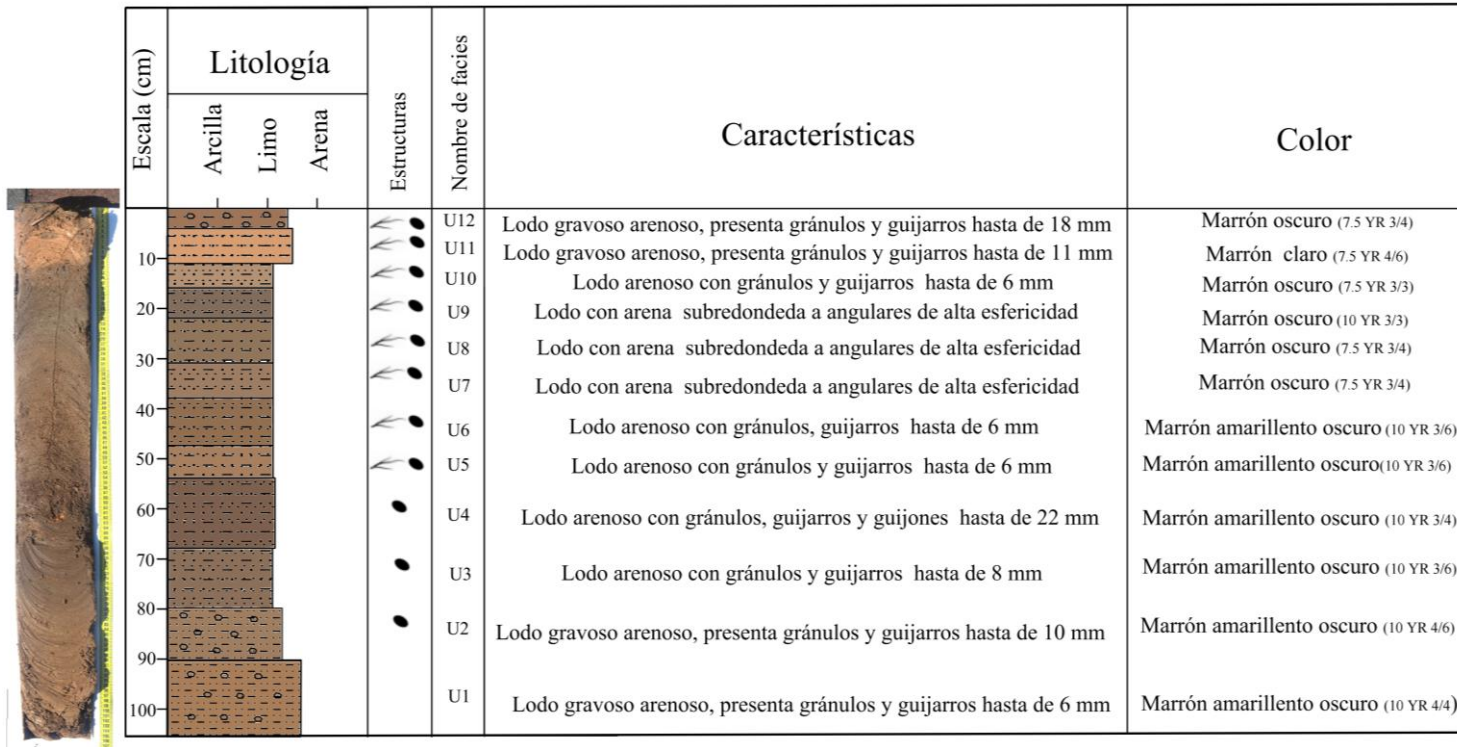 Escala (cm)
Litología
Arcilla
Limo
Arena
Estructuras
Nombre de facies
Características
Color
U12 Lodo gravoso arenoso, presenta gránulos y guijarros hasta de 18 mm Marrón oscuro (7.5 YR 3/4)
U11 Lodo gravoso arenoso, presenta gránulos y guijarros hasta de 11 mm Marrón claro (7.5 YR 4/6)
10
U10 Lodo arenoso con gránulos y guijarros hasta de 6 mm Marrón oscuro (7.5 YR 3/3)
20
U9 Lodo con arena subredondeda a angulares de alta esfericidad Marrón oscuro (10 YR 3/3)
U8 Lodo con arena subredondeda a angulares de alta esfericidad Marrón oscuro (7.5 YR 3/4)
30
U7 Lodo con arena subredondeda a angulares de alta esfericidad Marrón oscuro (7.5 YR 3/4)
40
U6 Lodo arenoso con gránulos, guijarros hasta de 6 mm Marrón amarillento oscuro (10 YR 3/6)
50
U5 Lodo arenoso con gránulos y guijarros hasta de 6 mm Marrón amarillento oscuro(10 YR 3/6)
60
U4 Lodo arenoso con gránulos, guijarros y guijones hasta de 22 mm Marrón amarillento oscuro (10 YR 3/4)
70
U3 Lodo arenoso con gránulos y guijarros hasta de 8 mm Marrón amarillento oscuro (10 YR 3/6)
80
U2 Lodo gravoso arenoso, presenta gránulos y guijarros hasta de 10 mm Marrón amarillento oscuro (10 YR 4/6)
90
U1 Lodo gravoso arenoso, presenta gránulos y guijarros hasta de 6 mm Marrón amarillento oscuro (10 YR 4/4)
100